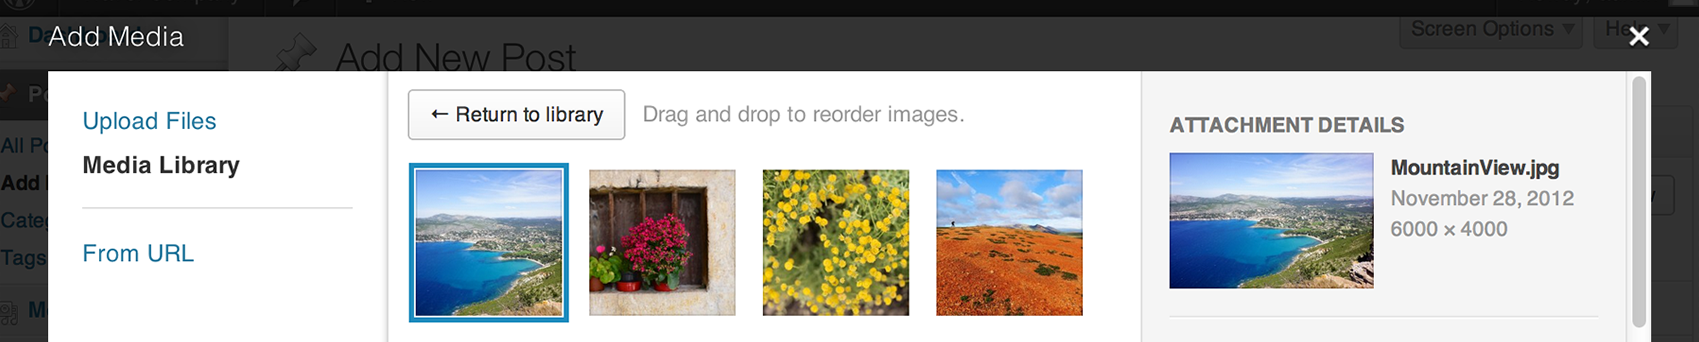 Add Media
Add New Post
Screen Options
Upload Files
Media Library
From URL
← Return to library
Drag and drop to reorder images.
ATTACHMENT DETAILS
MountainView.jpg
November 28, 2012
6000 × 4000
Tags